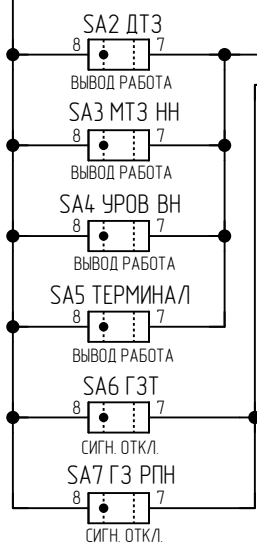 SA2 ДТЗ
8 7
ВЫВОД РАБОТА
SA3 МТЗ НН
8 7
ВЫВОД РАБОТА
SA4 УРОВ ВН
8 7
ВЫВОД РАБОТА
SA5 ТЕРМИНАЛ
8 7
ВЫВОД РАБОТА
SA6 ГЗТ
8 7
СИГН. ОТКЛ.
SA7 ГЗ РПН
8 7
СИГН. ОТКЛ.